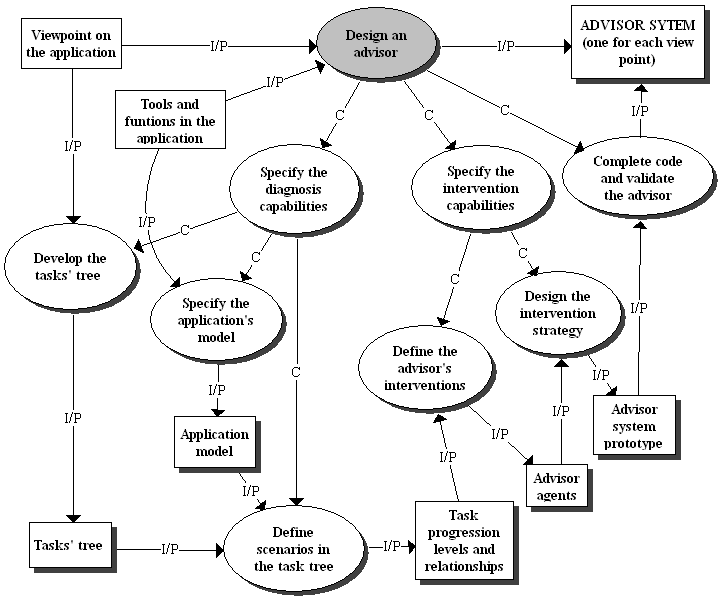 Viewpoint on
the application
I/P
Design an
advisor
I/P
ADVISOR SYTEM
(one for each view
point)
I/P
Tools and
funtions in the
application
I/P
C
C
C
I/P
I/P
Specify the
diagnosis
capabilities
Specify the
intervention
capabilities
Complete code
and validate
the advisor
I/P
C
C
C
C
Develop the
tasks' tree
Specify the
application's
model
Design the
intervention
strategy
I/P
C
Define the
advisor's
interventions
I/P
I/P
I/P
I/P
Application
model
I/P
I/P
Advisor
system
prototype
I/P
I/P
Advisor
agents
Tasks' tree
I/P
Define
scenarios in
the task tree
I/P
Task
progression
levels and
relationships